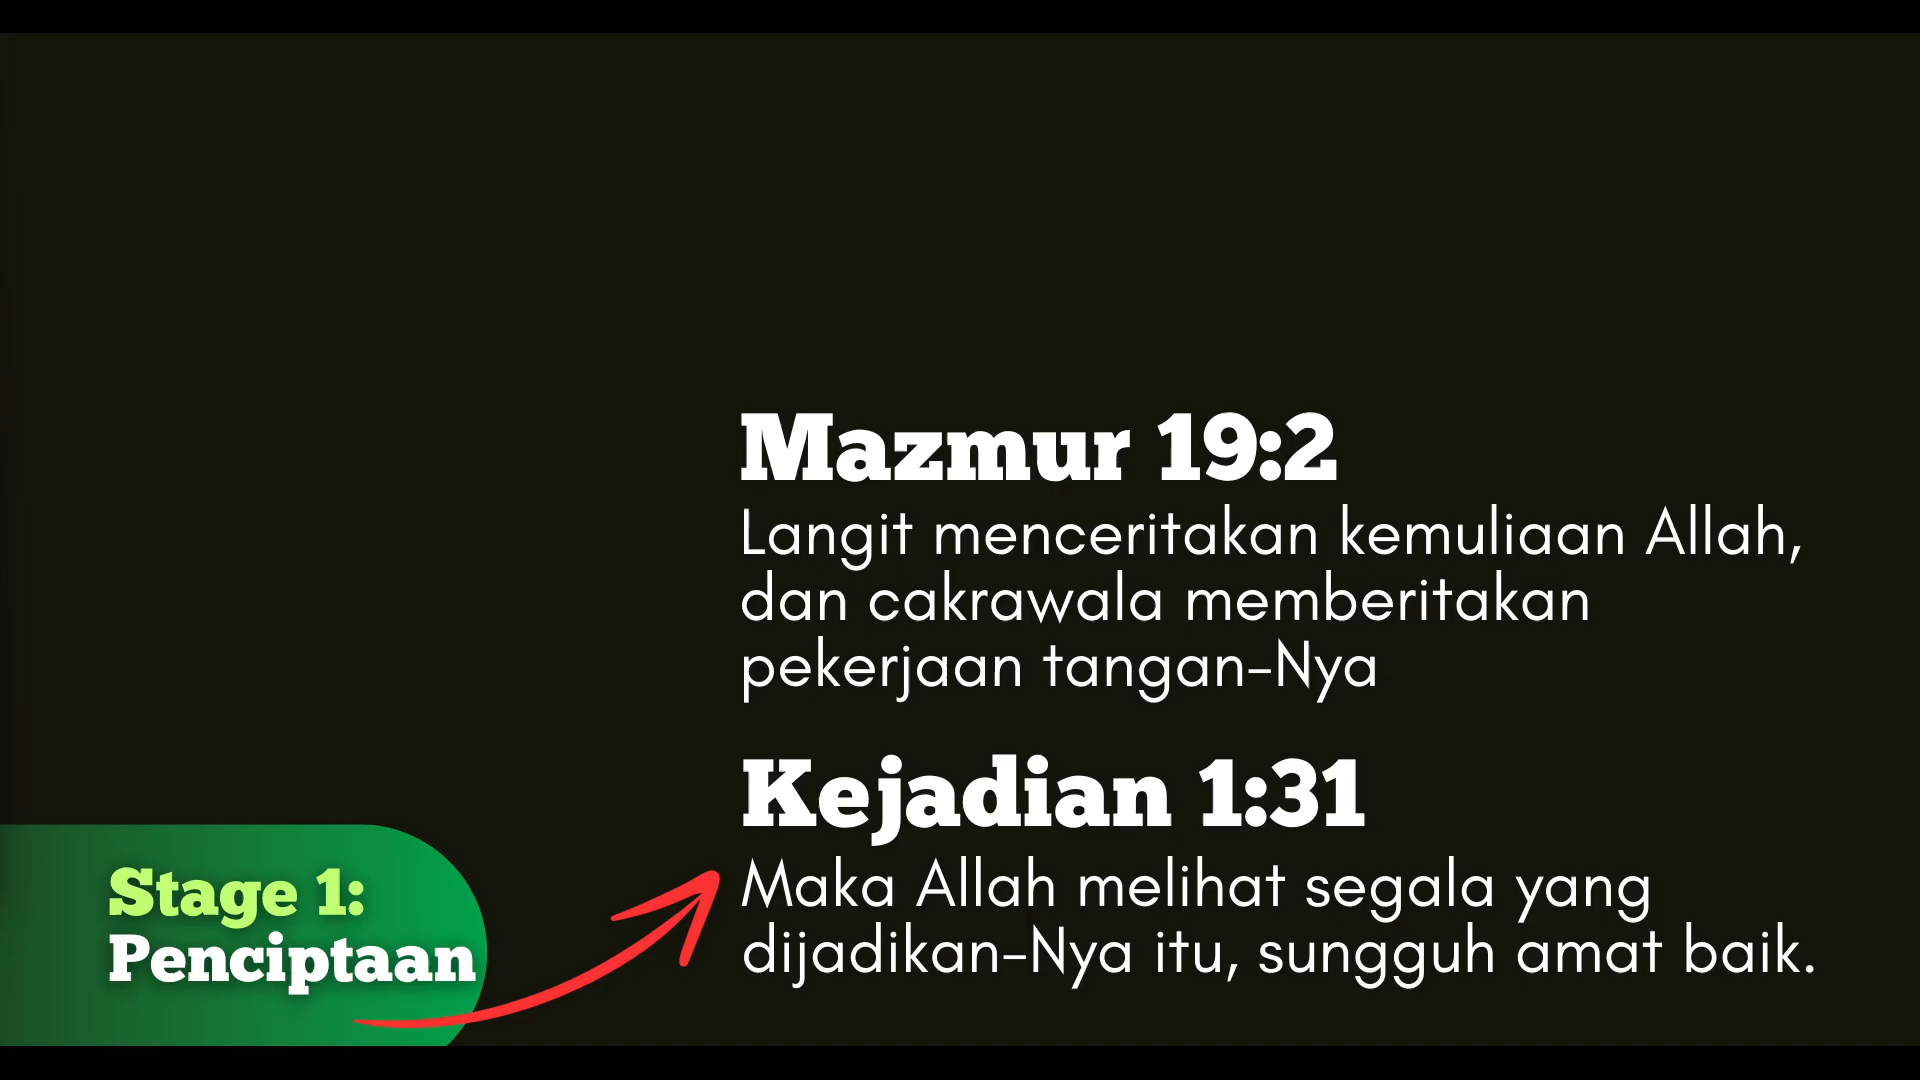 Mazmur 19:2
Langit menceritakan kemuliaan Allah,
dan cakrawala memberitakan
pekerjaan tangan-Nya
Kejadian 1:31
Maka Allah melihat segala yang
dijadikan-Nya itu, sungguh amat baik.
Stage 1:
Penciptaan